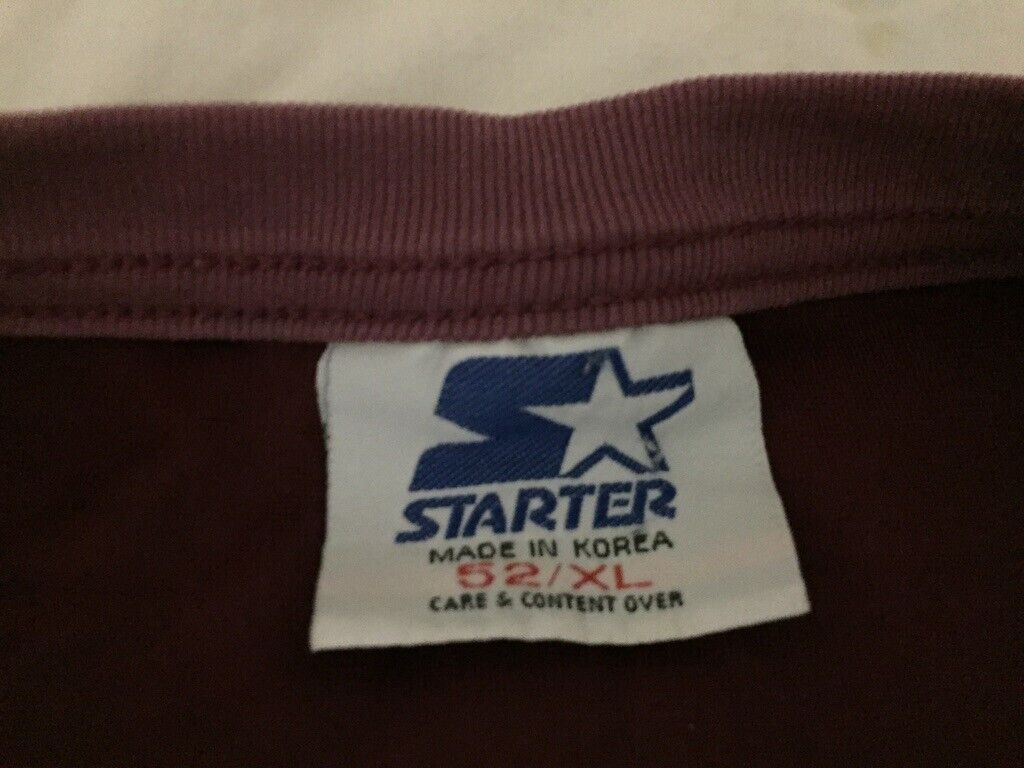 STARTER
MADE IN KOREA
52/XL
CARE & CONTENT OVER